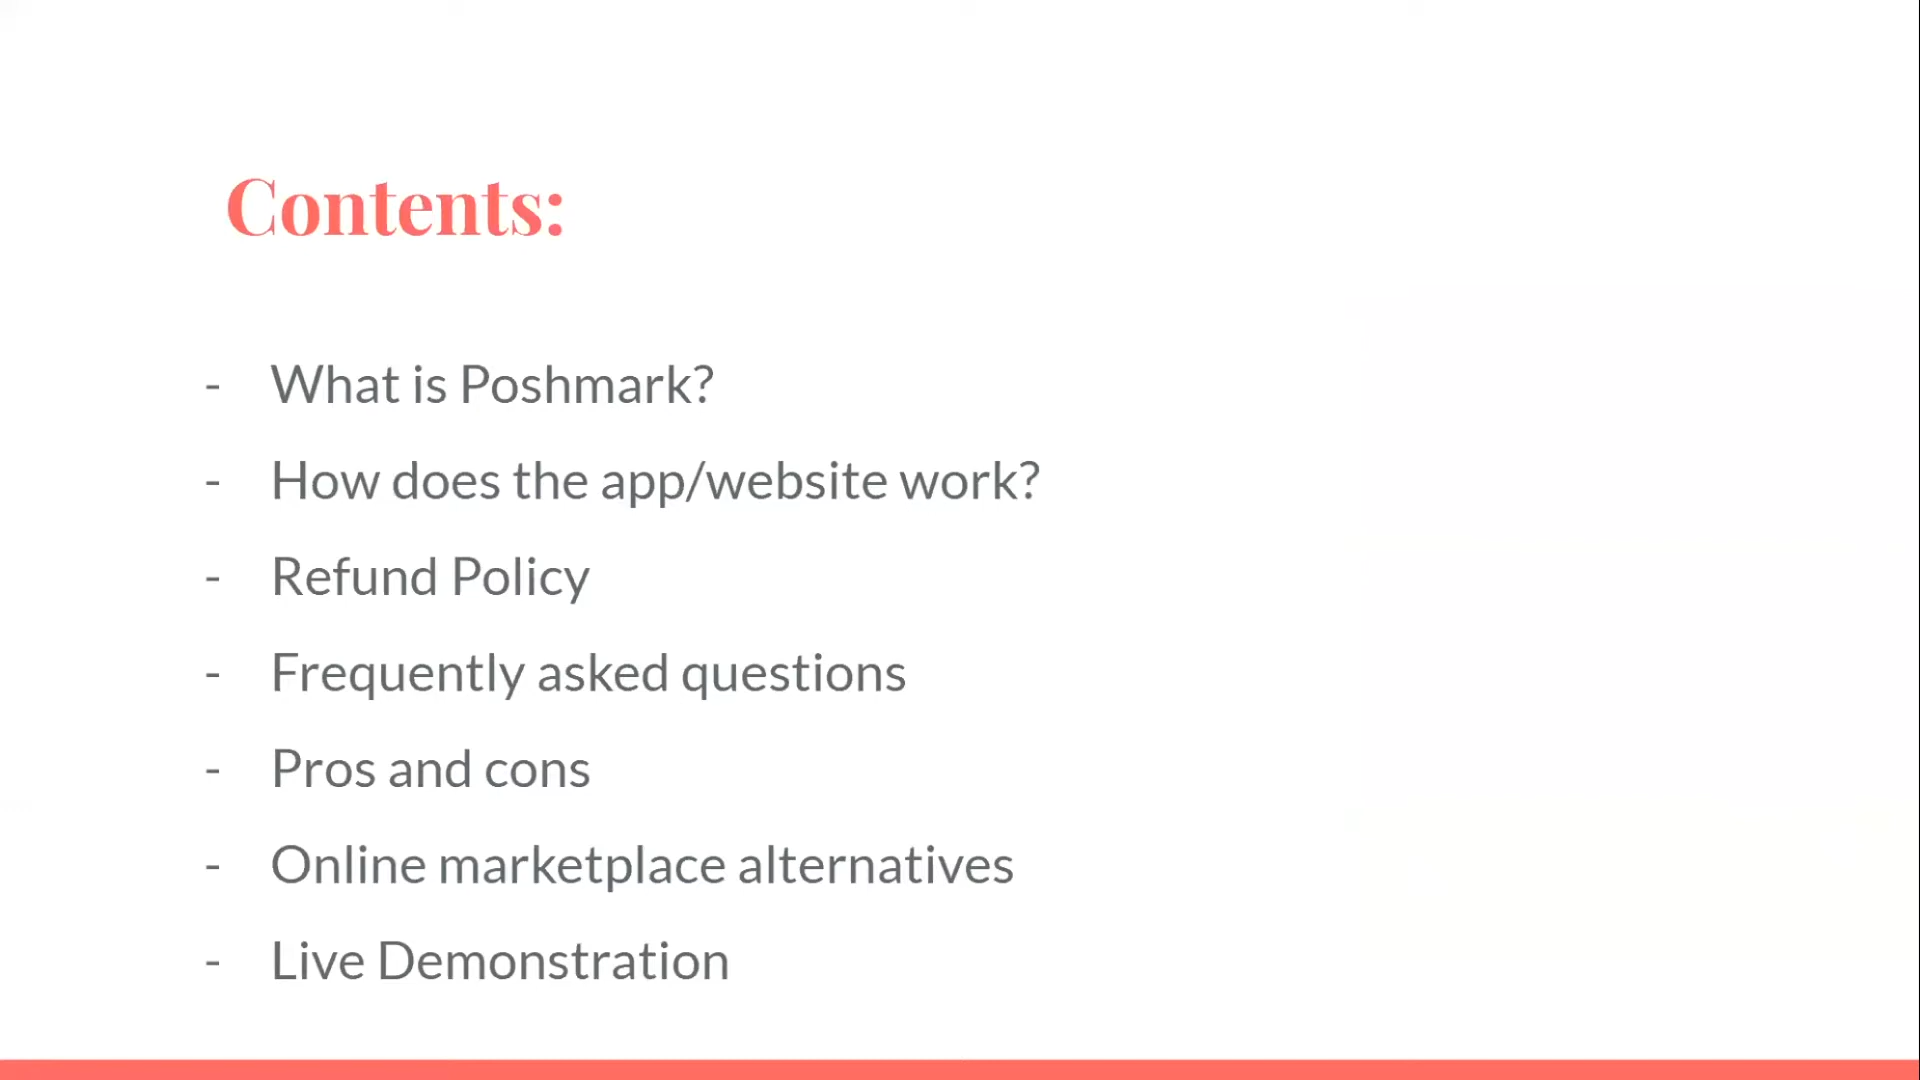 Contents:
- What is Poshmark?
- How does the app/website work?
- Refund Policy
- Frequently asked questions
- Pros and cons
- Online marketplace alternatives
- Live Demonstration